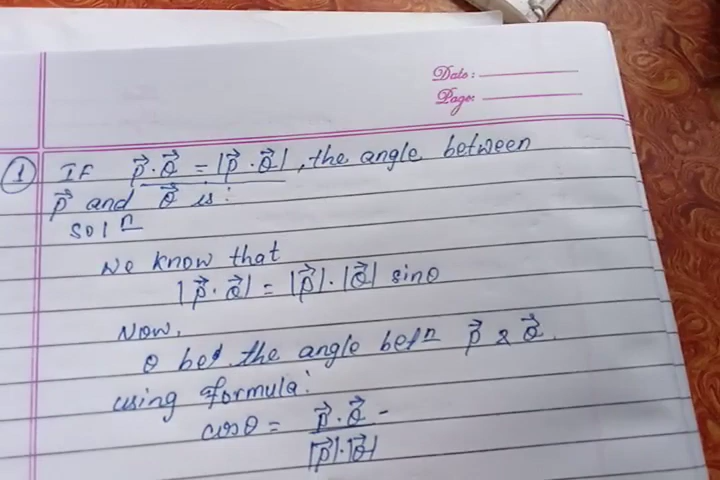 Date:
Page:
① IF P⃗·Q⃗ = |P⃗·Q⃗|, the angle between
P⃗ and Q⃗ is:
solⁿ
We know that
|P⃗·Q⃗| = |P⃗|·|Q⃗| sinθ
Now,
θ be the angle betⁿ P⃗ & Q⃗.
using formula:
cosθ = P⃗·Q⃗ -
|P⃗|·|Q⃗|